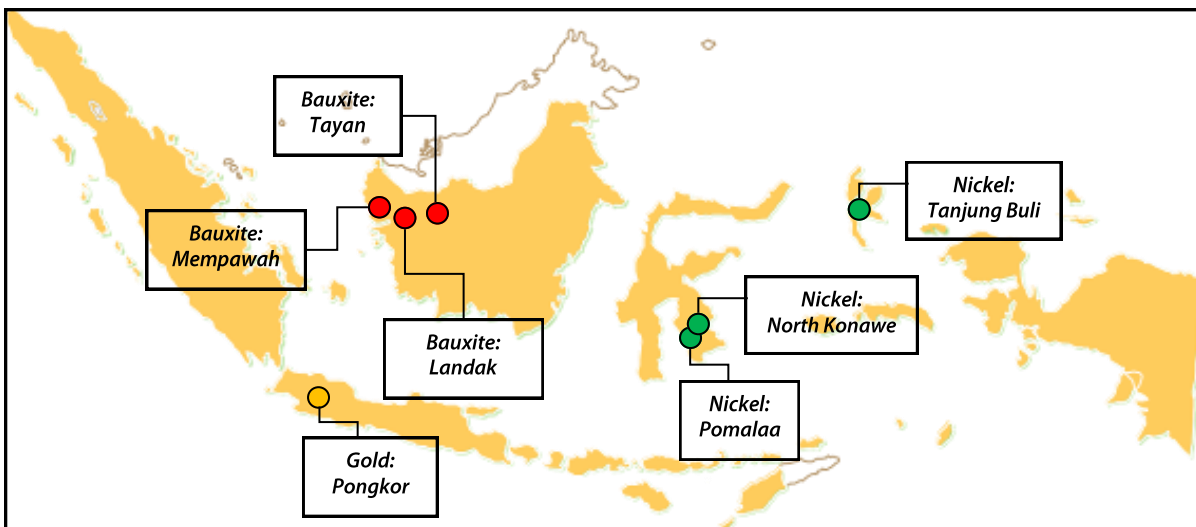 Bauxite:
Tayan
Nickel:
Tanjung Buli
Bauxite:
Mempawah
Nickel:
North Konawe
Bauxite:
Landak
Nickel:
Pomalaa
Gold:
Pongkor